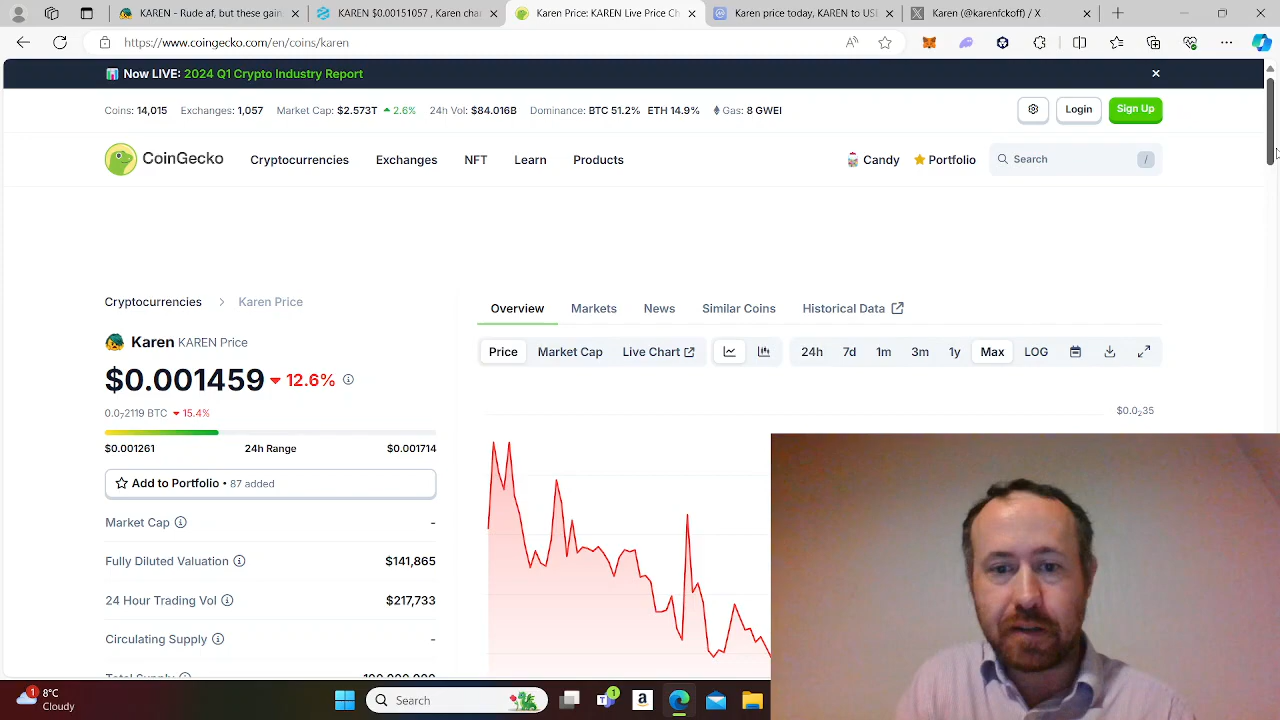 KAREN - Rude af, but these gain
KAREN $0.00151057 , Karen cha
Karen Price: KAREN Live Price Ch
Karen price today, KAREN to US
Karen(@karenfckoff) / X
https://www.coingecko.com/en/coins/karen
Now LIVE: 2024 Q1 Crypto Industry Report
Coins: 14,015 Exchanges: 1,057 Market Cap: $2.573T 2.6% 24h Vol: $84.016B Dominance: BTC 51.2% ETH 14.9% Gas: 8 GWEI
Login
Sign Up
CoinGecko
Cryptocurrencies Exchanges NFT Learn Products
Candy Portfolio
Search /
Cryptocurrencies > Karen Price
Karen KAREN Price
$0.001459 12.6%
0.0₇2119 BTC 15.4%
$0.001261 24h Range $0.001714
Add to Portfolio • 87 added
Market Cap -
Fully Diluted Valuation $141,865
24 Hour Trading Vol $217,733
Circulating Supply -
Overview Markets News Similar Coins Historical Data
Price Market Cap Live Chart 24h 7d 1m 3m 1y Max LOG
$0.0₂35
1
8°C
Cloudy
Search
1
a